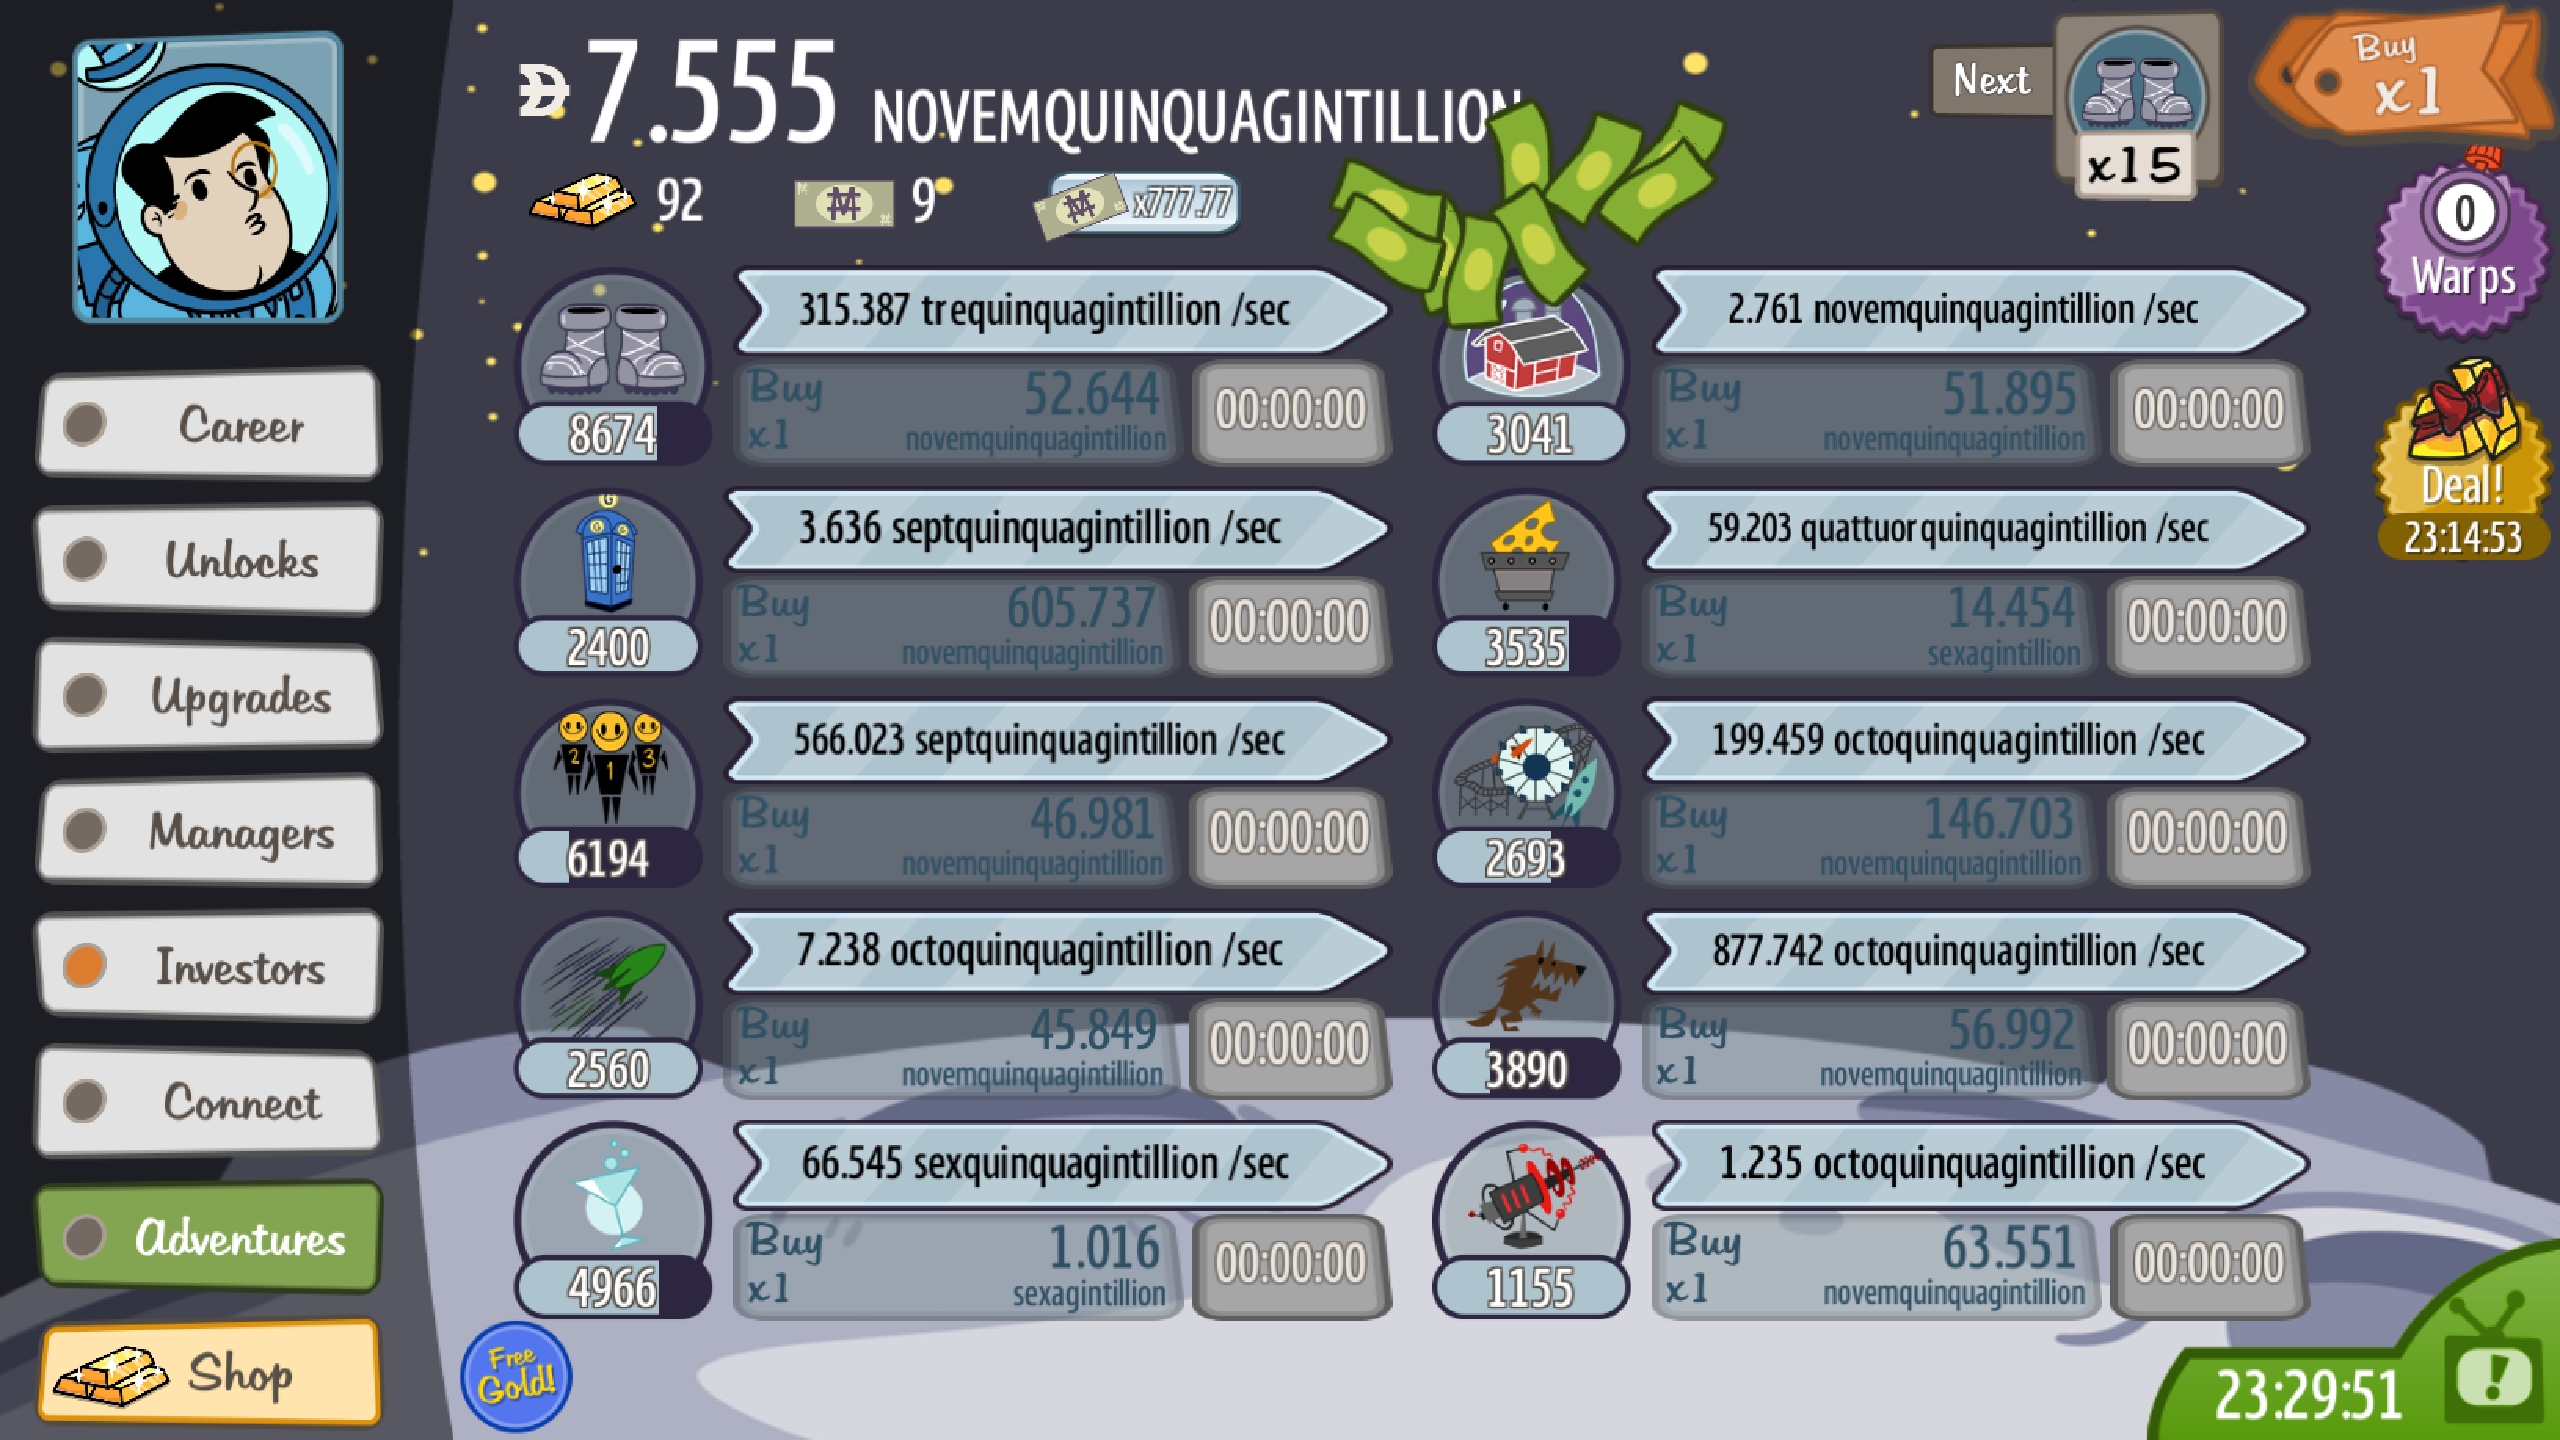 7.555 NOVEMQUINQUAGINTILLION
92
9
x777.77
Next
x15
Buy
x1
0
Warps
Deal!
23:14:53
Career
Unlocks
Upgrades
Managers
Investors
Connect
Adventures
Shop
315.387 trequinquagintillion /sec
Buy
x1
52.644
novemquinquagintillion
00:00:00
8674
2.761 novemquinquagintillion /sec
Buy
x1
51.895
novemquinquagintillion
00:00:00
3041
3.636 septquinquagintillion /sec
Buy
x1
605.737
novemquinquagintillion
00:00:00
2400
59.203 quattuorquinquagintillion /sec
Buy
x1
14.454
sexagintillion
00:00:00
3535
2
1
3
566.023 septquinquagintillion /sec
Buy
x1
46.981
novemquinquagintillion
00:00:00
6194
199.459 octoquinquagintillion /sec
Buy
x1
146.703
novemquinquagintillion
00:00:00
2693
7.238 octoquinquagintillion /sec
Buy
x1
45.849
novemquinquagintillion
00:00:00
2560
877.742 octoquinquagintillion /sec
Buy
x1
56.992
novemquinquagintillion
00:00:00
3890
66.545 sexquinquagintillion /sec
Buy
x1
1.016
sexagintillion
00:00:00
4966
1.235 octoquinquagintillion /sec
Buy
x1
63.551
novemquinquagintillion
00:00:00
1155
Free
Gold!
23:29:51
!